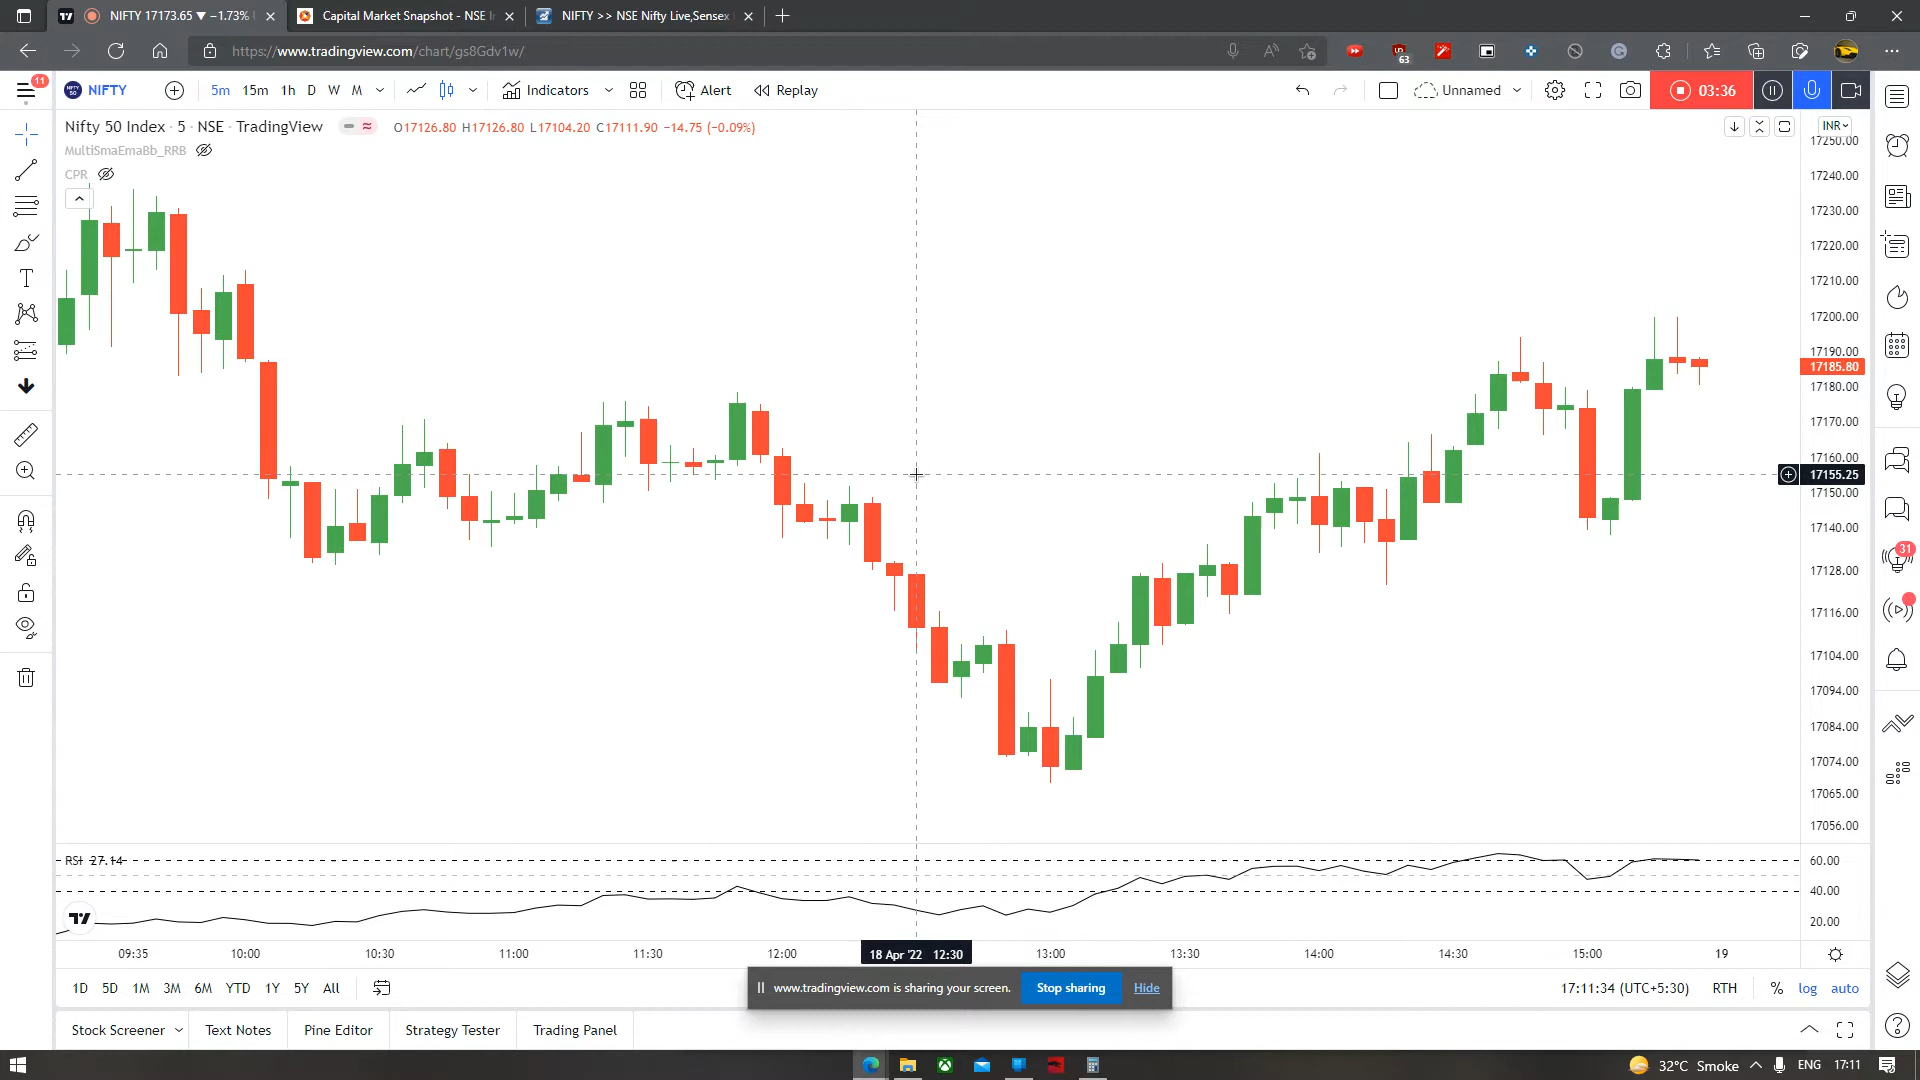 NIFTY 17173.65 ▼ −1.73%
Capital Market Snapshot - NSE I
NIFTY >> NSE Nifty Live,Sensex
https://www.tradingview.com/chart/gs8Gdv1w/
63
11
NIFTY
5m 15m 1h D W M
Indicators
Alert
Replay
Unnamed
03:36
Nifty 50 Index · 5 · NSE · TradingView
O17126.80 H17126.80 L17104.20 C17111.90 −14.75 (−0.09%)
INR
MultiSmaEmaBb_RRB
CPR
17250.00
17240.00
17230.00
17220.00
17210.00
17200.00
17190.00
17185.80
17180.00
17170.00
17160.00
17155.25
17150.00
17140.00
17128.00
17116.00
17104.00
17094.00
17084.00
17074.00
17065.00
17056.00
31
RSI 27.14
60.00
40.00
20.00
09:35 10:00 10:30 11:00 11:30 12:00 18 Apr '22 12:30 13:00 13:30 14:00 14:30 15:00 19
1D 5D 1M 3M 6M YTD 1Y 5Y All
www.tradingview.com is sharing your screen. Stop sharing Hide
17:11:34 (UTC+5:30) RTH % log auto
Stock Screener Text Notes Pine Editor Strategy Tester Trading Panel
32°C Smoke ENG 17:11